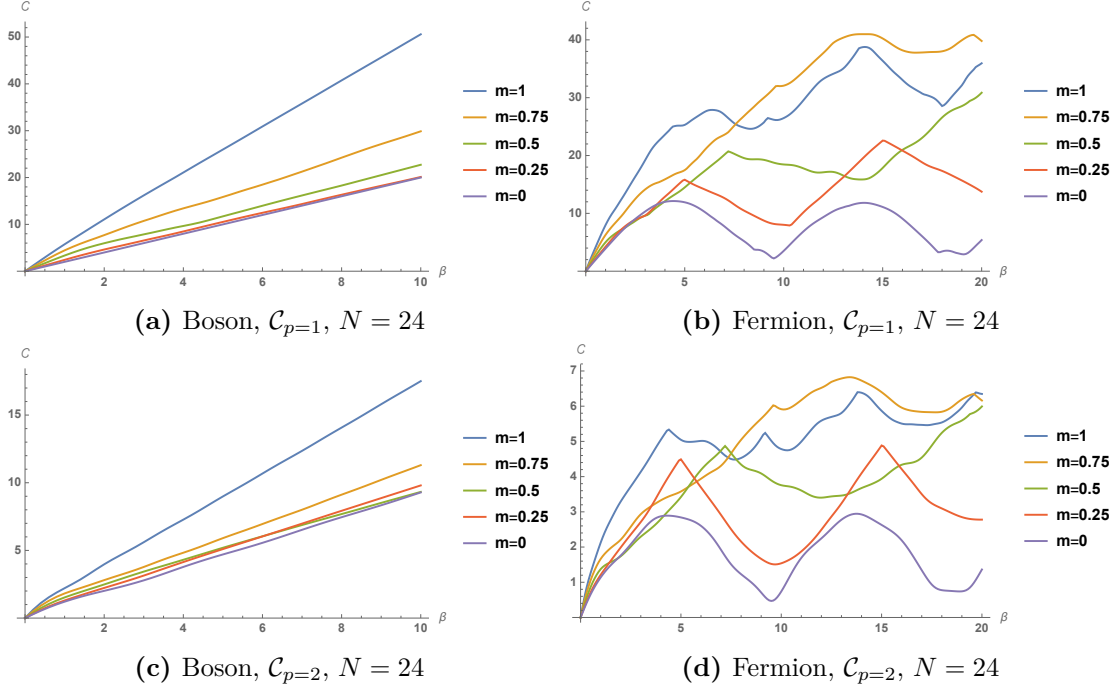 C
50
40
30
20
10
2 4 6 8 10 β
m=1
m=0.75
m=0.5
m=0.25
m=0
(a) Boson, 𝒞p=1, N = 24
C
40
30
20
10
5 10 15 20 β
m=1
m=0.75
m=0.5
m=0.25
m=0
(b) Fermion, 𝒞p=1, N = 24
C
15
10
5
2 4 6 8 10 β
m=1
m=0.75
m=0.5
m=0.25
m=0
(c) Boson, 𝒞p=2, N = 24
C
7
6
5
4
3
2
1
5 10 15 20 β
m=1
m=0.75
m=0.5
m=0.25
m=0
(d) Fermion, 𝒞p=2, N = 24